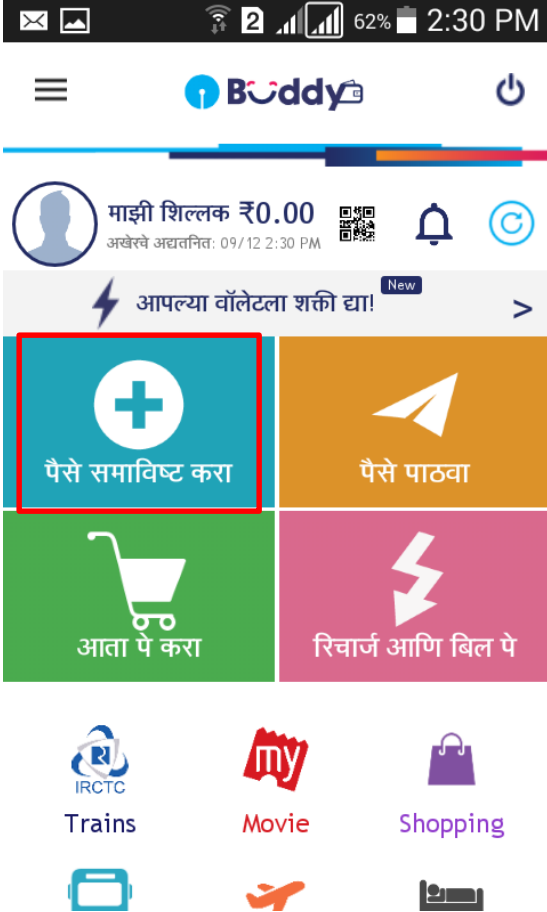 2 62% 2:30 PM
Buddy
माझी शिल्लक ₹0.00
अखेरचे अद्यतनित: 09/12 2:30 PM
आपल्या वॉलेटला शक्ती द्या! New >
पैसे समाविष्ट करा
पैसे पाठवा
आता पे करा
रिचार्ज आणि बिल पे
IRCTC
my
Trains
Movie
Shopping